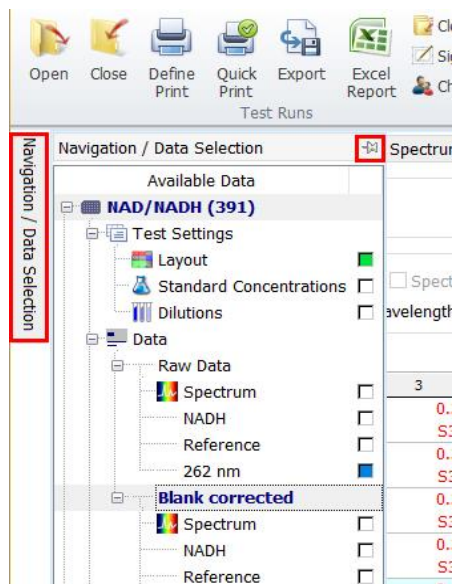 Open Close Define Print Quick Print Export Excel Report
Test Runs
Navigation / Data Selection
Navigation / Data Selection
Available Data
NAD/NADH (391)
Test Settings
Layout
Standard Concentrations
Dilutions
Data
Raw Data
Spectrum
3
NADH
Reference
262 nm
Blank corrected
Spectrum
NADH
Reference